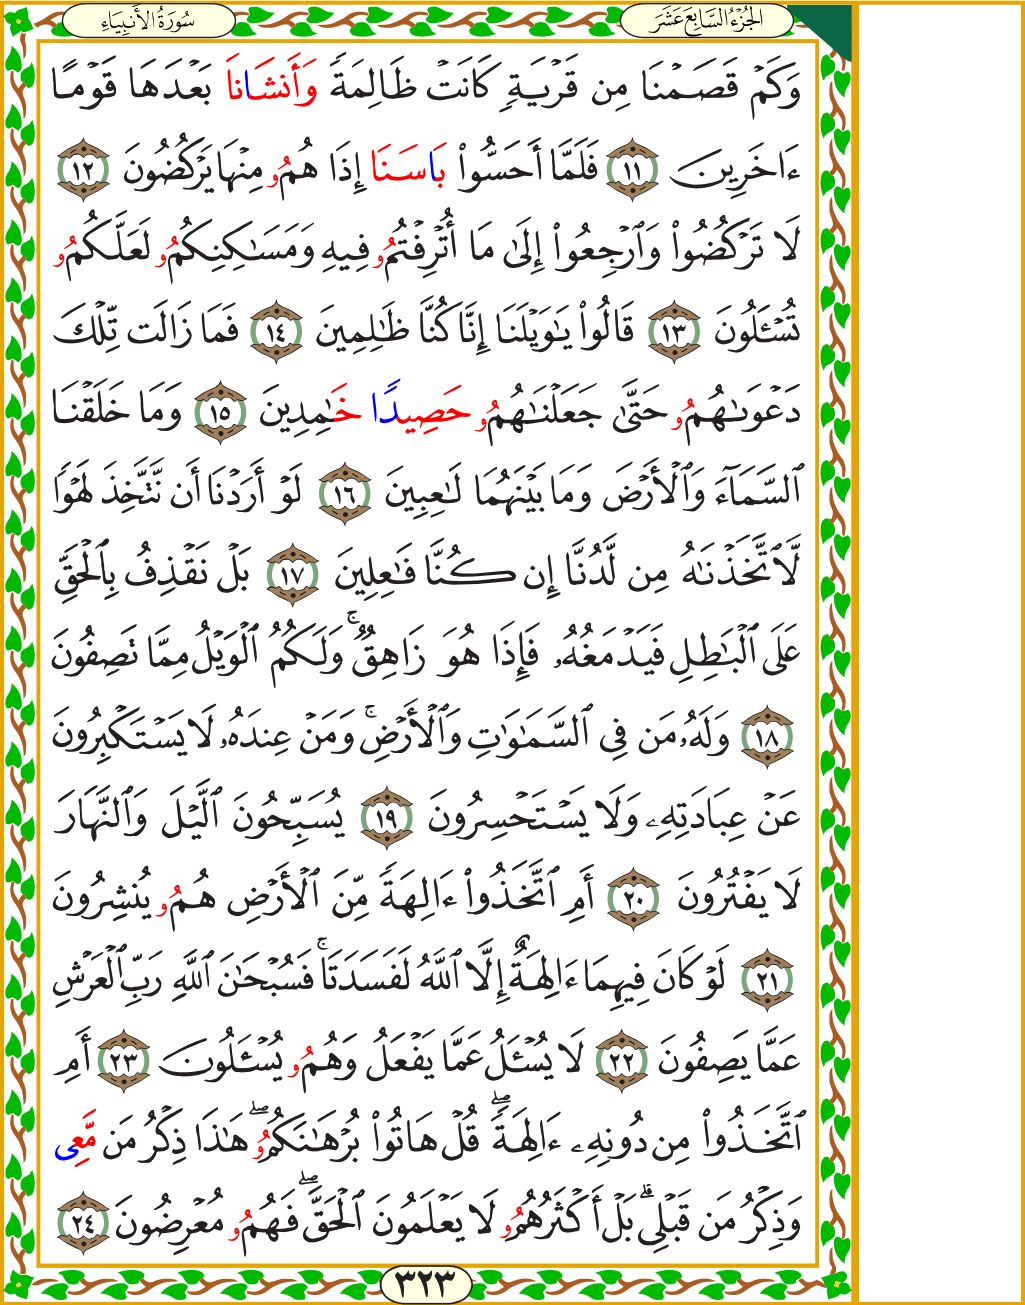 الجُزْءُ السَّابِعَ عَشَرَ
سُورَةُ الأَنبِيَاءِ
وَكَمْ قَصَمْنَا مِن قَرْيَةٍ كَانَتْ ظَالِمَةً وَأَنشَانَا بَعْدَهَا قَوْمًا
ءَاخَرِينَ ١١ فَلَمَّا أَحَسُّوا۟ بَاسَنَا إِذَا هُمُو مِنْهَا يَرْكُضُونَ ١٢
لَا تَرْكُضُوا۟ وَٱرْجِعُوا۟ إِلَىٰ مَا أُتْرِفْتُمُو فِيهِ وَمَسَـٰكِنِكُمُو لَعَلَّكُمُو
تُسْـَٔلُونَ ١٣ قَالُوا۟ يَـٰوَيْلَنَا إِنَّا كُنَّا ظَـٰلِمِينَ ١٤ فَمَا زَالَت تِّلْكَ
دَعْوَىٰهُمُو حَتَّىٰ جَعَلْنَـٰهُمُو حَصِيدًا خَـٰمِدِينَ ١٥ وَمَا خَلَقْنَا
ٱلسَّمَآءَ وَٱلْأَرْضَ وَمَا بَيْنَهُمَا لَـٰعِبِينَ ١٦ لَوْ أَرَدْنَا أَن نَّتَّخِذَ لَهْوًا
لَّٱتَّخَذْنَـٰهُ مِن لَّدُنَّا إِن كُنَّا فَـٰعِلِينَ ١٧ بَلْ نَقْذِفُ بِٱلْحَقِّ
عَلَى ٱلْبَـٰطِلِ فَيَدْمَغُهُۥ فَإِذَا هُوَ زَاهِقٌ ۚ وَلَكُمُ ٱلْوَيْلُ مِمَّا تَصِفُونَ
١٨ وَلَهُۥ مَن فِى ٱلسَّمَـٰوَٰتِ وَٱلْأَرْضِ ۚ وَمَنْ عِندَهُۥ لَا يَسْتَكْبِرُونَ
عَنْ عِبَادَتِهِۦ وَلَا يَسْتَحْسِرُونَ ١٩ يُسَبِّحُونَ ٱلَّيْلَ وَٱلنَّهَارَ
لَا يَفْتُرُونَ ٢٠ أَمِ ٱتَّخَذُوا۟ ءَالِهَةً مِّنَ ٱلْأَرْضِ هُمُو يُنشِرُونَ
٢١ لَوْ كَانَ فِيهِمَا ءَالِهَةٌ إِلَّا ٱللَّهُ لَفَسَدَتَا ۚ فَسُبْحَـٰنَ ٱللَّهِ رَبِّ ٱلْعَرْشِ
عَمَّا يَصِفُونَ ٢٢ لَا يُسْـَٔلُ عَمَّا يَفْعَلُ وَهُمُو يُسْـَٔلُونَ ٢٣ أَمِ
ٱتَّخَذُوا۟ مِن دُونِهِۦ ءَالِهَةً ۖ قُلْ هَاتُوا۟ بُرْهَـٰنَكُمُو ۖ هَـٰذَا ذِكْرُ مَن مَّعِى
وَذِكْرُ مَن قَبْلِى ۗ بَلْ أَكْثَرُهُمُو لَا يَعْلَمُونَ ٱلْحَقَّ ۖ فَهُمُو مُعْرِضُونَ ٢٤
٣٢٣